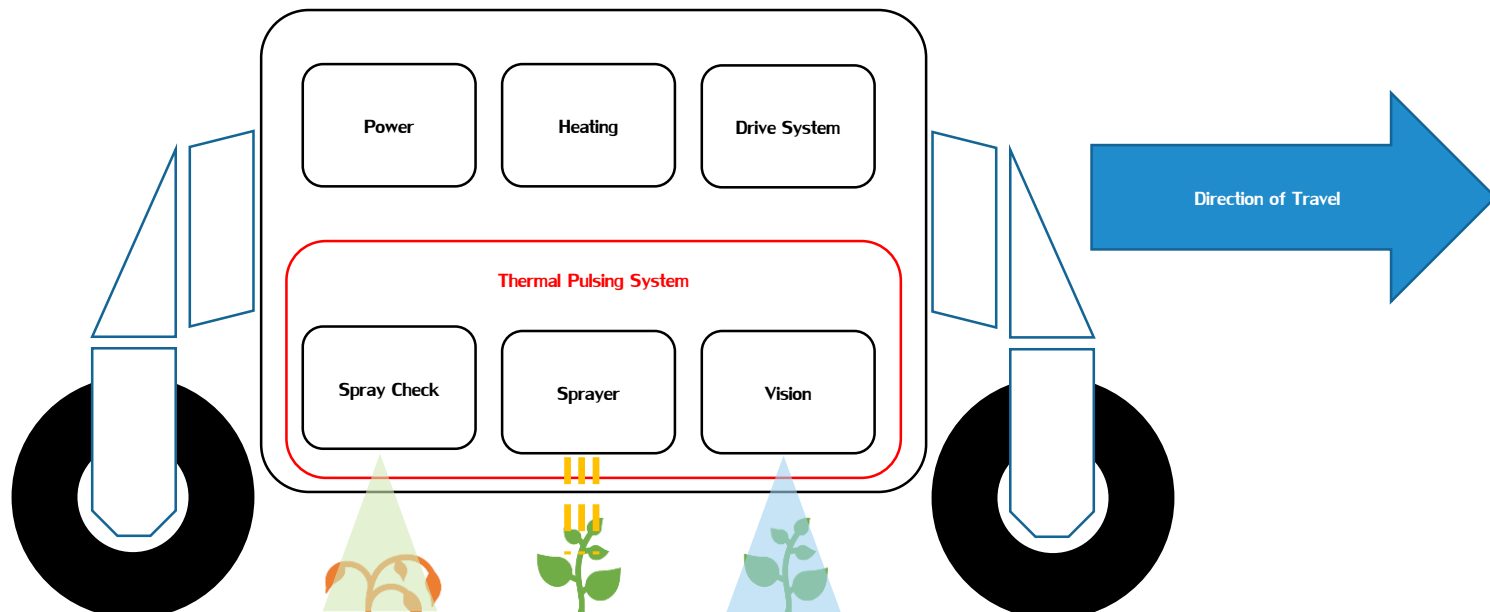 Power
Heating
Drive System
Direction of Travel
Thermal Pulsing System
Spray Check
Sprayer
Vision